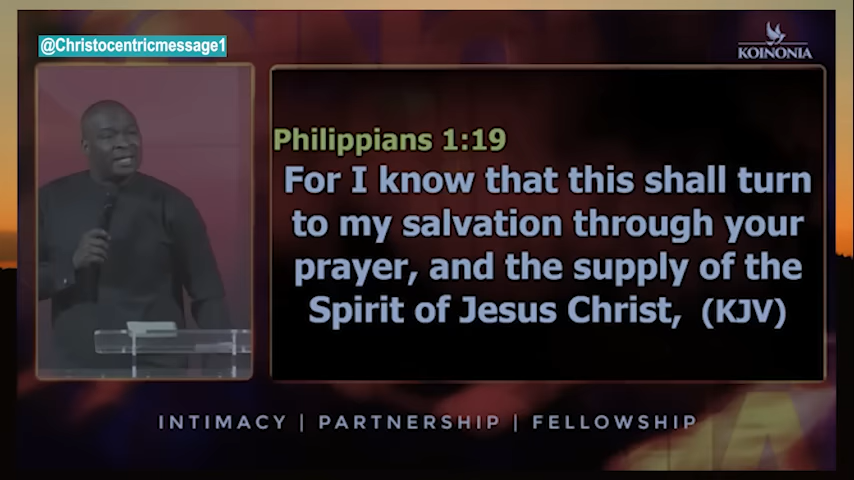 @Christocentricmessage1
KOINONIA
Philippians 1:19
For I know that this shall turn
to my salvation through your
prayer, and the supply of the
Spirit of Jesus Christ, (KJV)
INTIMACY | PARTNERSHIP | FELLOWSHIP